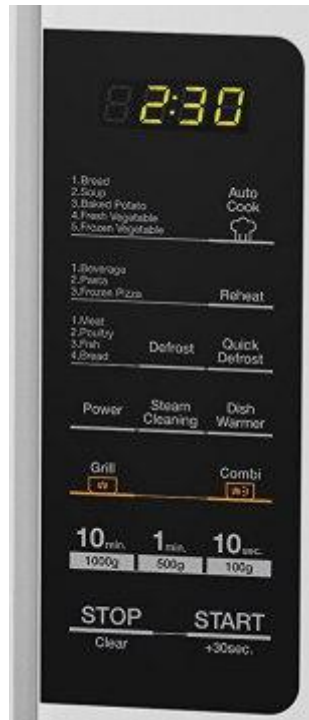 2:30
1.Bread
2.Soup
3.Baked Potato
4.Fresh Vegetable
5.Frozen Vegetable
Auto
Cook
1.Beverage
2.Pasta
3.Frozen Pizza
Reheat
1.Meat
2.Poultry
3.Fish
4.Bread
Defrost
Quick
Defrost
Power
Steam
Cleaning
Dish
Warmer
Grill
Combi
10min.
1min.
10sec.
1000g
500g
100g
STOP
START
Clear
+30sec.